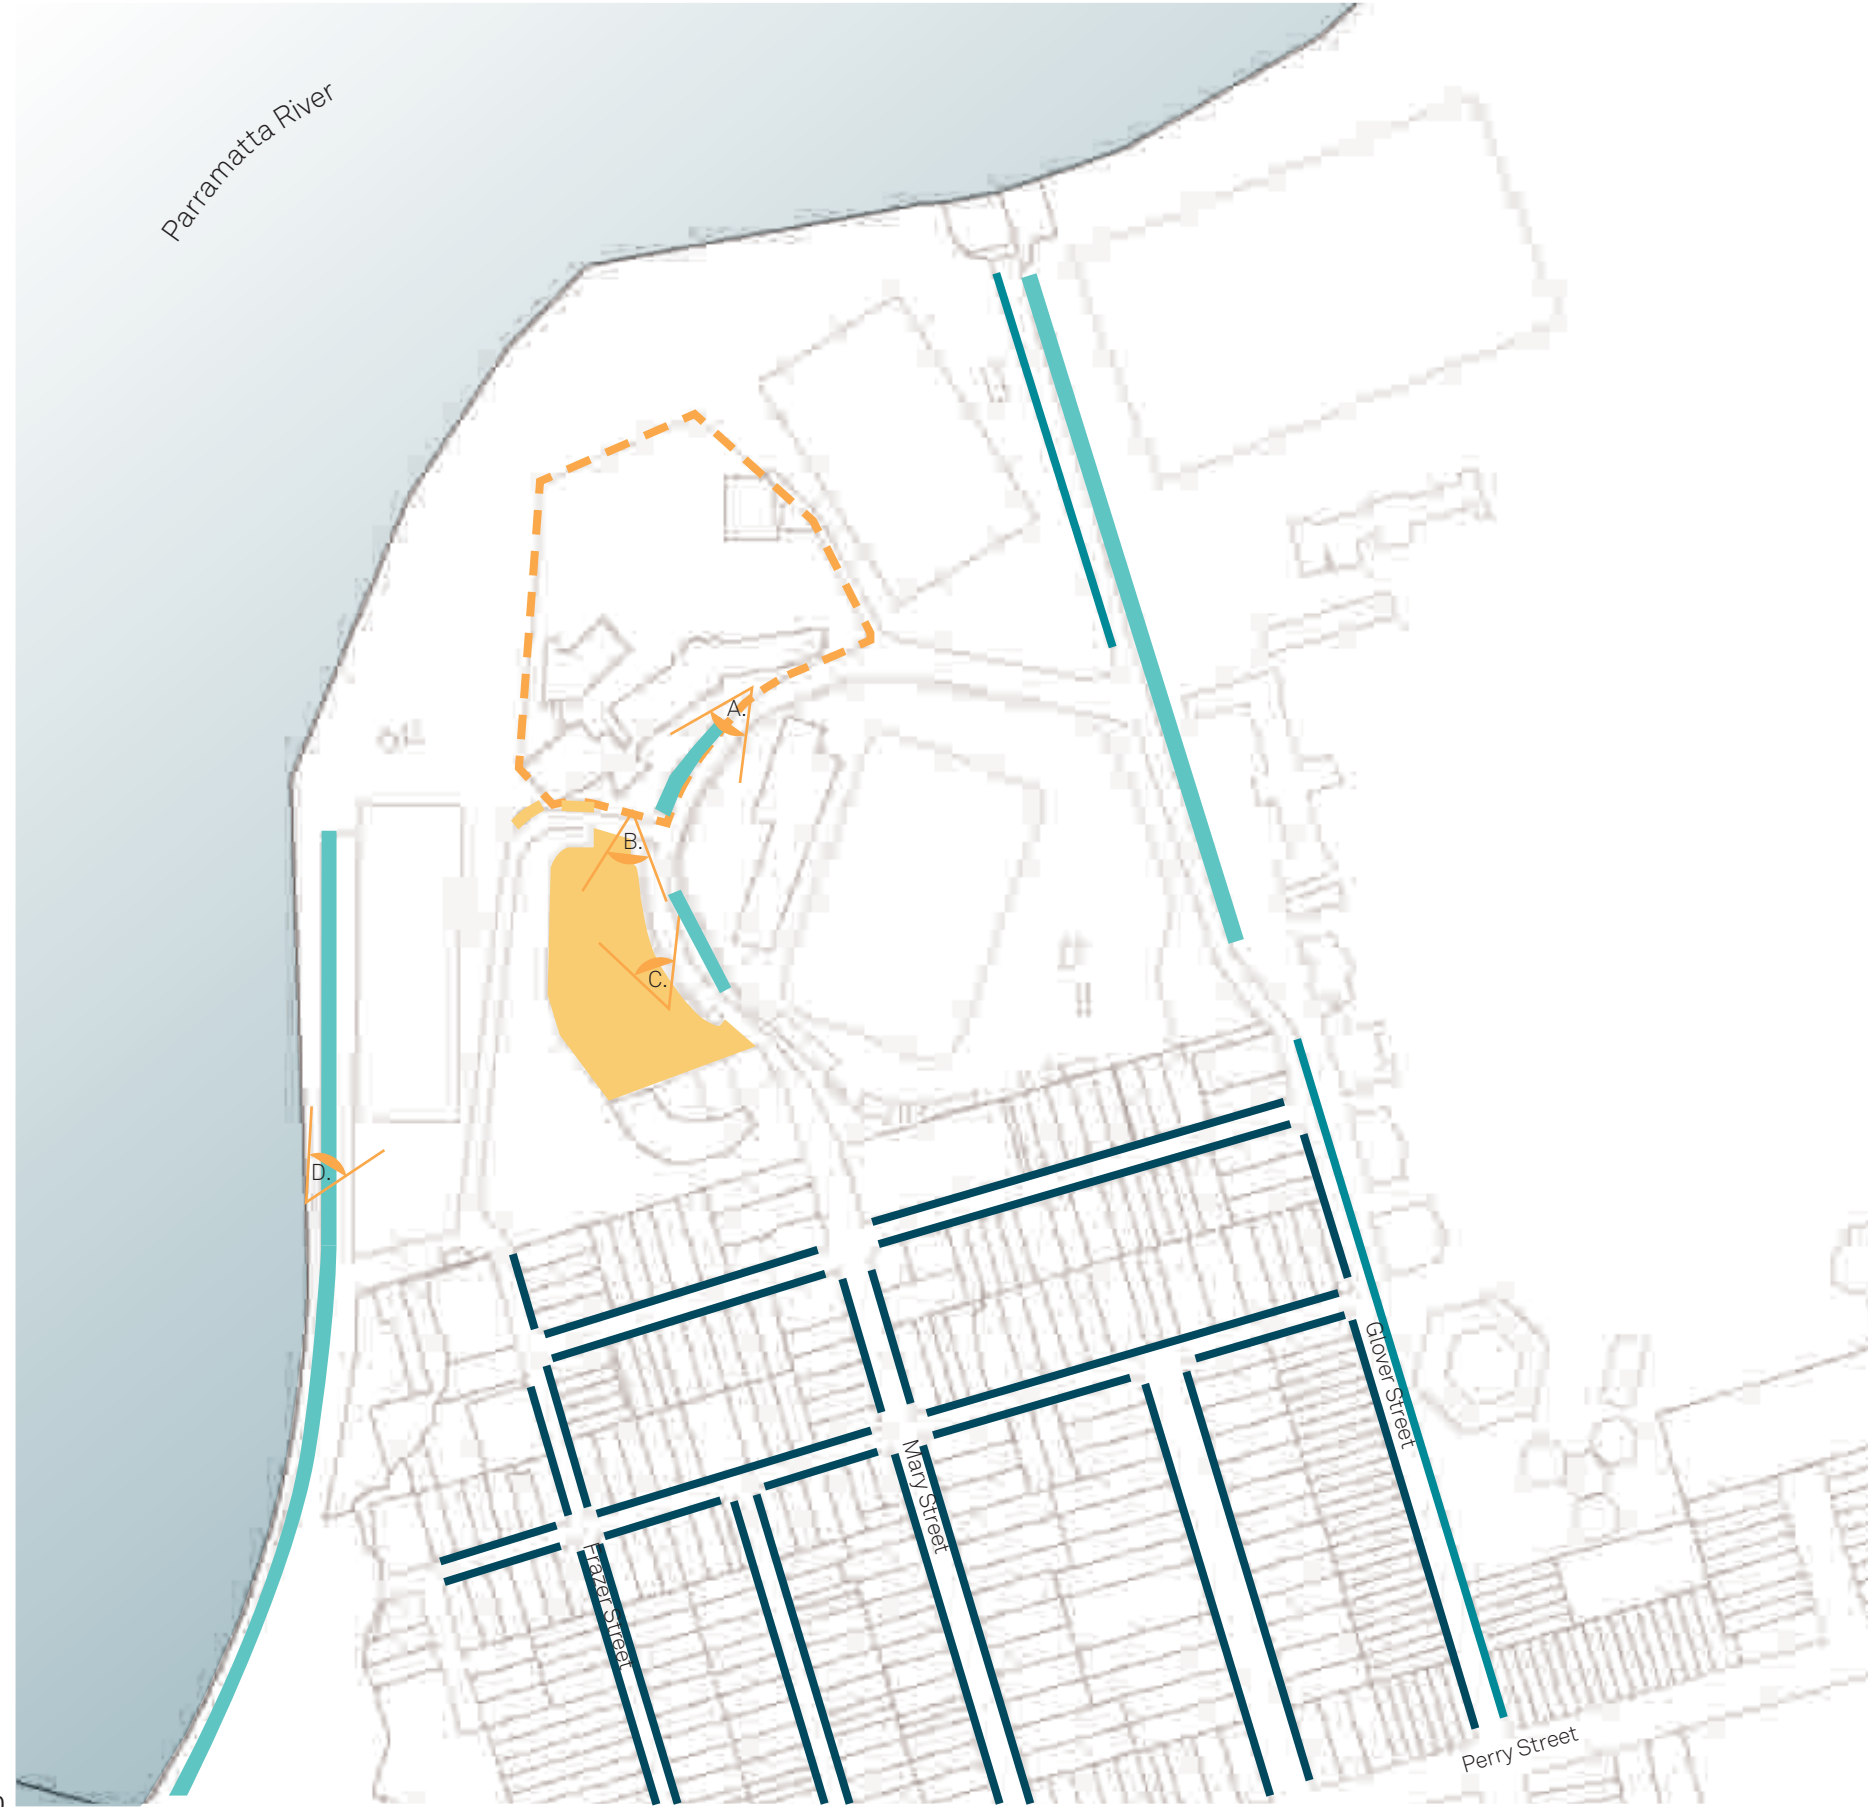 Parramatta River
A.
B.
C.
D.
Glover Street
Mary Street
Frazer Street
Perry Street